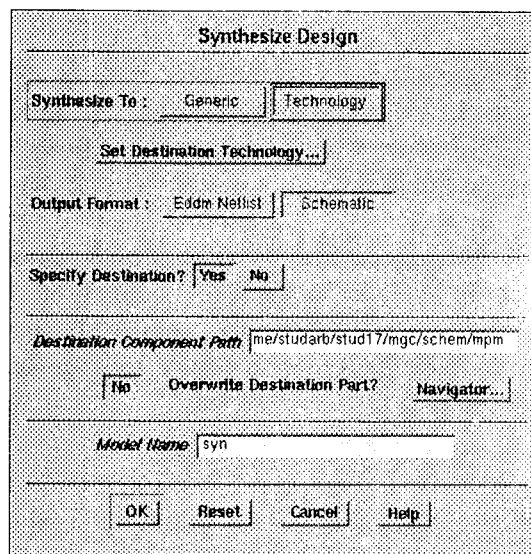 Synthesize Design
Synthesize To : Generic Technology
Set Destination Technology...
Output Format : Eddm Netlist Schematic
Specify Destination? Yes No
Destination Component Path me/studarb/stud17/mgc/schem/mpm
No Overwrite Destination Part? Navigator...
Model Name syn
OK Reset Cancel Help